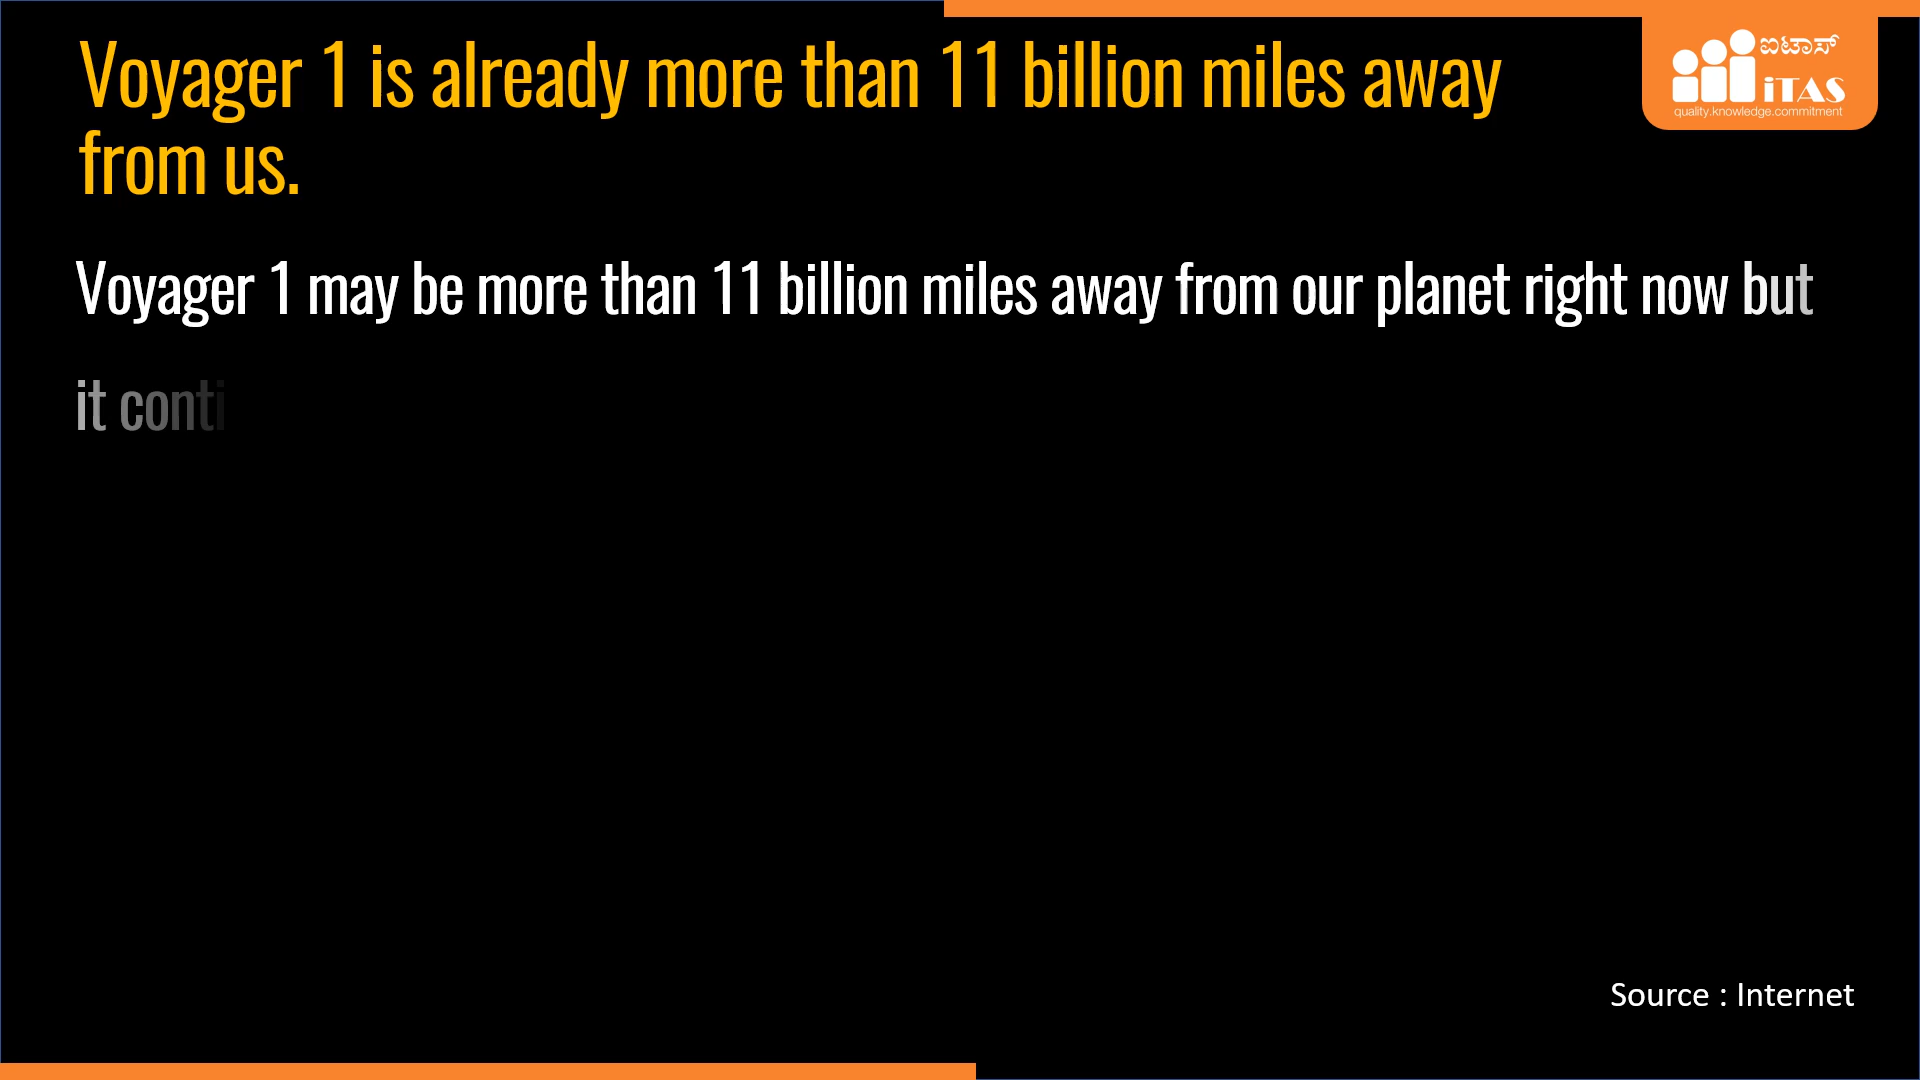 Voyager 1 is already more than 11 billion miles away
from us.
ಐಟಾಸ್
iTAS
quality.knowledge.commitment
Voyager 1 may be more than 11 billion miles away from our planet right now but
it conti
Source : Internet